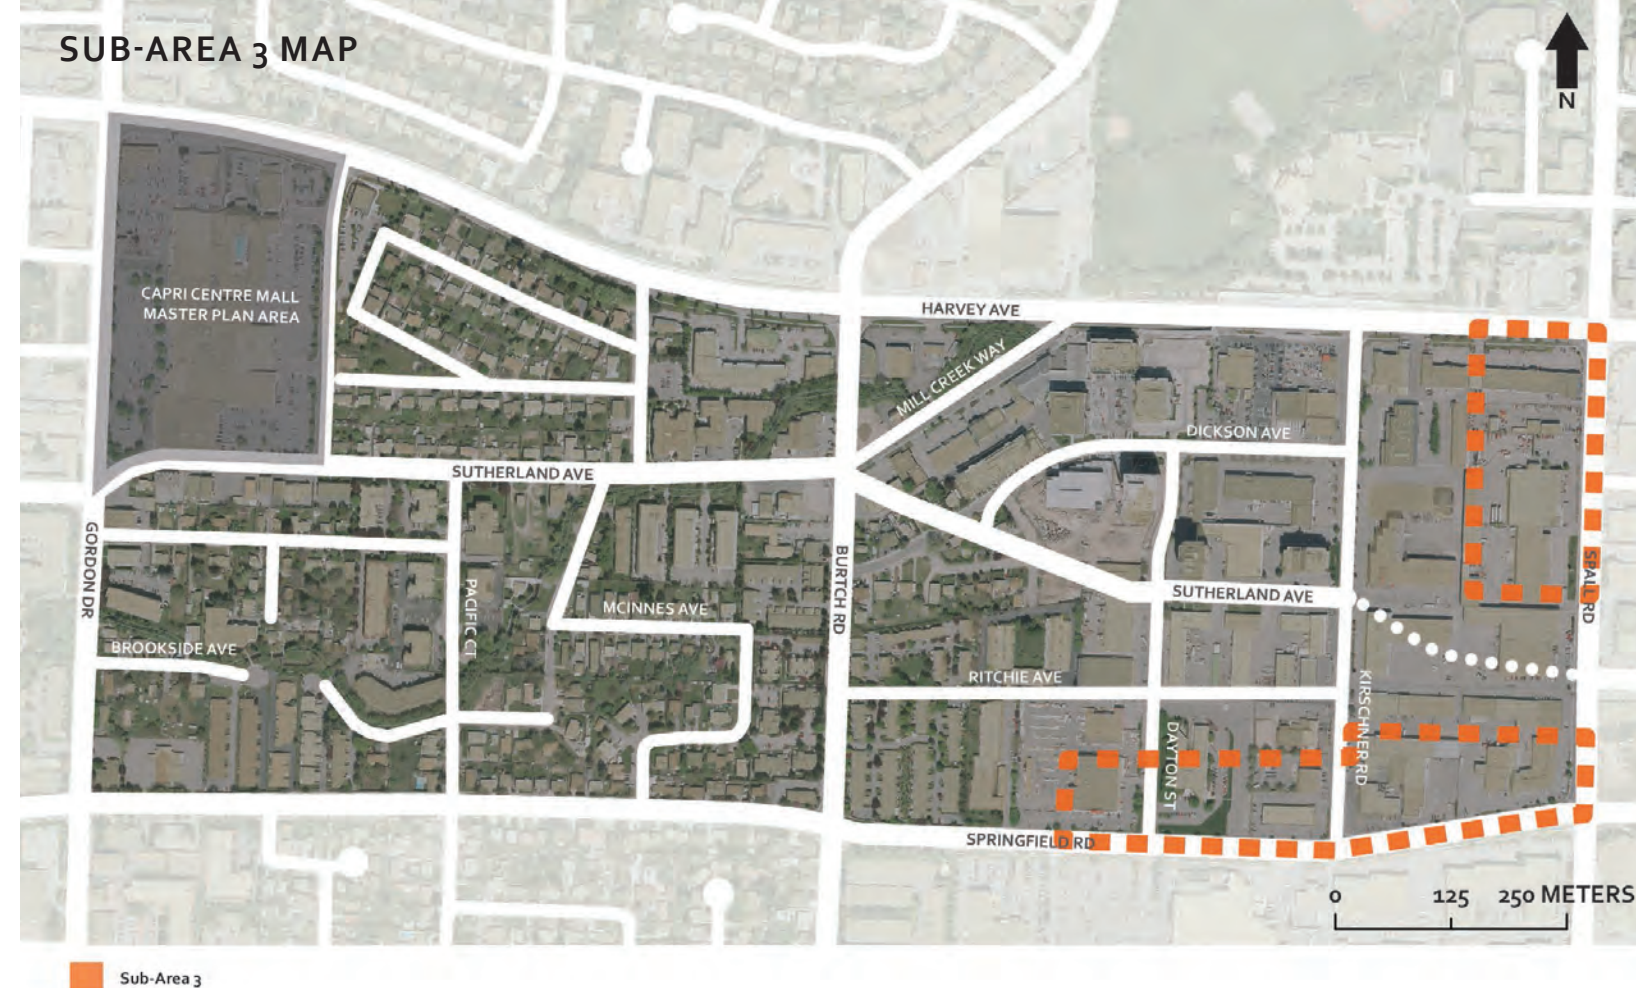 SUB-AREA 3 MAP
N
CAPRI CENTRE MALL
MASTER PLAN AREA
HARVEY AVE
MILL CREEK WAY
DICKSON AVE
SUTHERLAND AVE
GORDON DR
PACIFIC CT
BURTCH RD
SPALL RD
MCINNES AVE
SUTHERLAND AVE
BROOKSIDE AVE
RITCHIE AVE
KIRSCHNER RD
DAYTON ST
SPRINGFIELD RD
0 125 250 METERS
Sub-Area 3